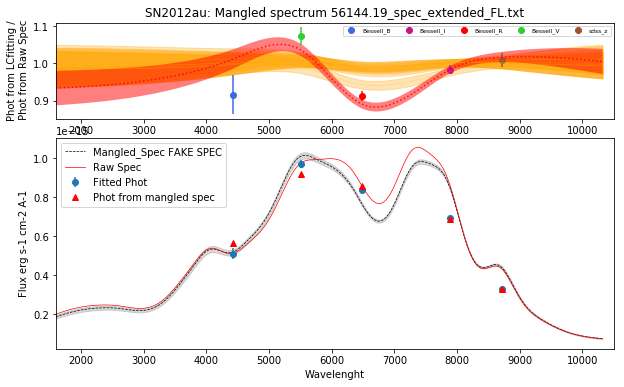 SN2012au: Mangled spectrum 56144.19_spec_extended_FL.txt
Phot from LCfitting /
Phot from Raw Spec
1.1
1.0
0.9
Bessell_B
Bessell_I
Bessell_R
Bessell_V
sdss_z
2000 3000 4000 5000 6000 7000 8000 9000 10000
Flux erg s-1 cm-2 A-1
1.0
0.8
0.6
0.4
0.2
Mangled_Spec FAKE SPEC
Raw Spec
Fitted Phot
Phot from mangled spec
2000 3000 4000 5000 6000 7000 8000 9000 10000
Wavelenght